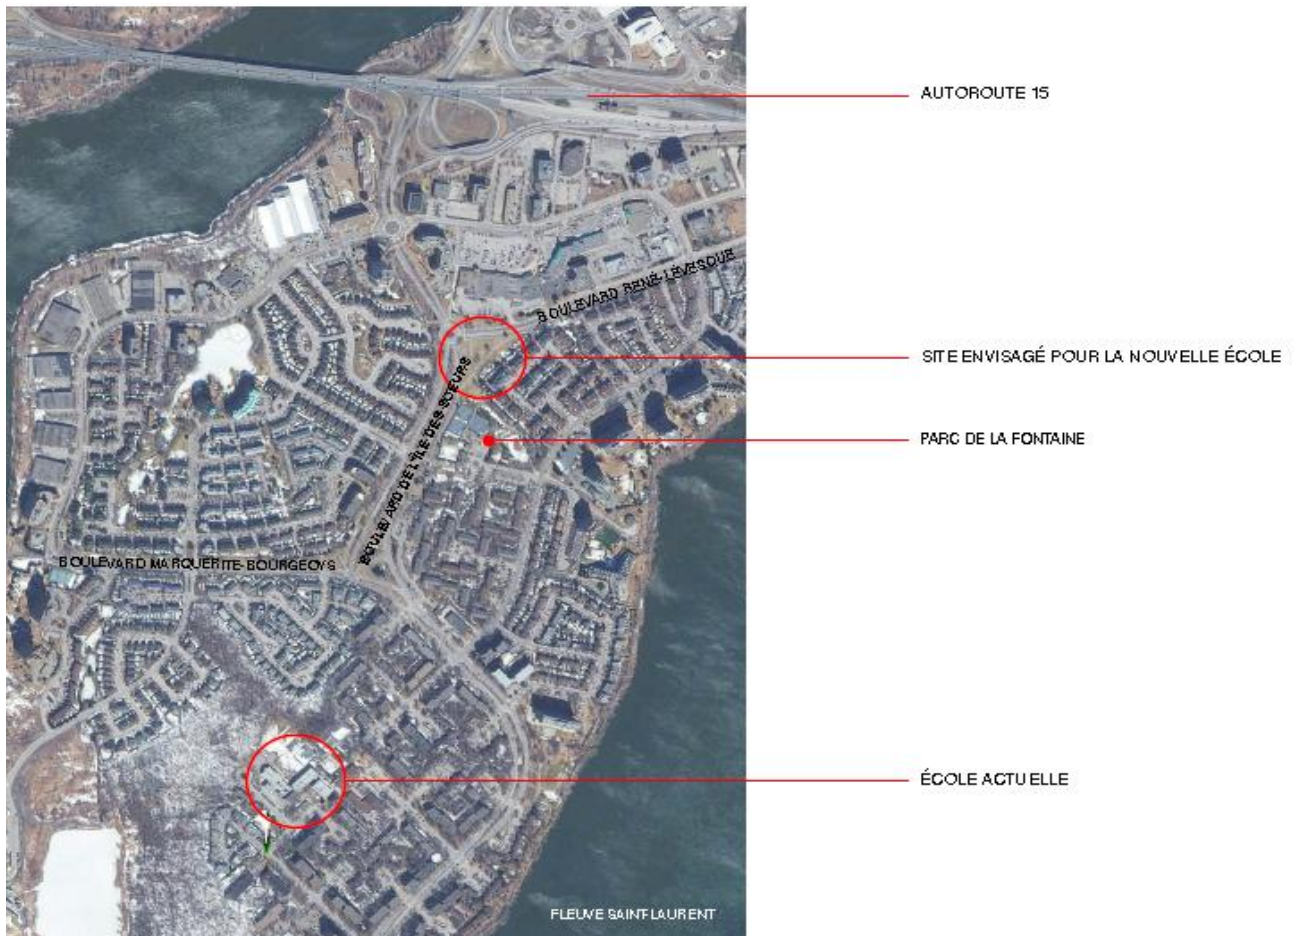 AUTOROUTE 15
BOULEVARD RENÉ-LÉVESQUE
SITE ENVISAGÉ POUR LA NOUVELLE ÉCOLE
BOULEVARD DE L'ÎLE DES SOEURS
PARC DE LA FONTAINE
BOULEVARD MARQUERITE-BOURGEOYS
ÉCOLE ACTUELLE
FLEUVE SAINT-LAURENT